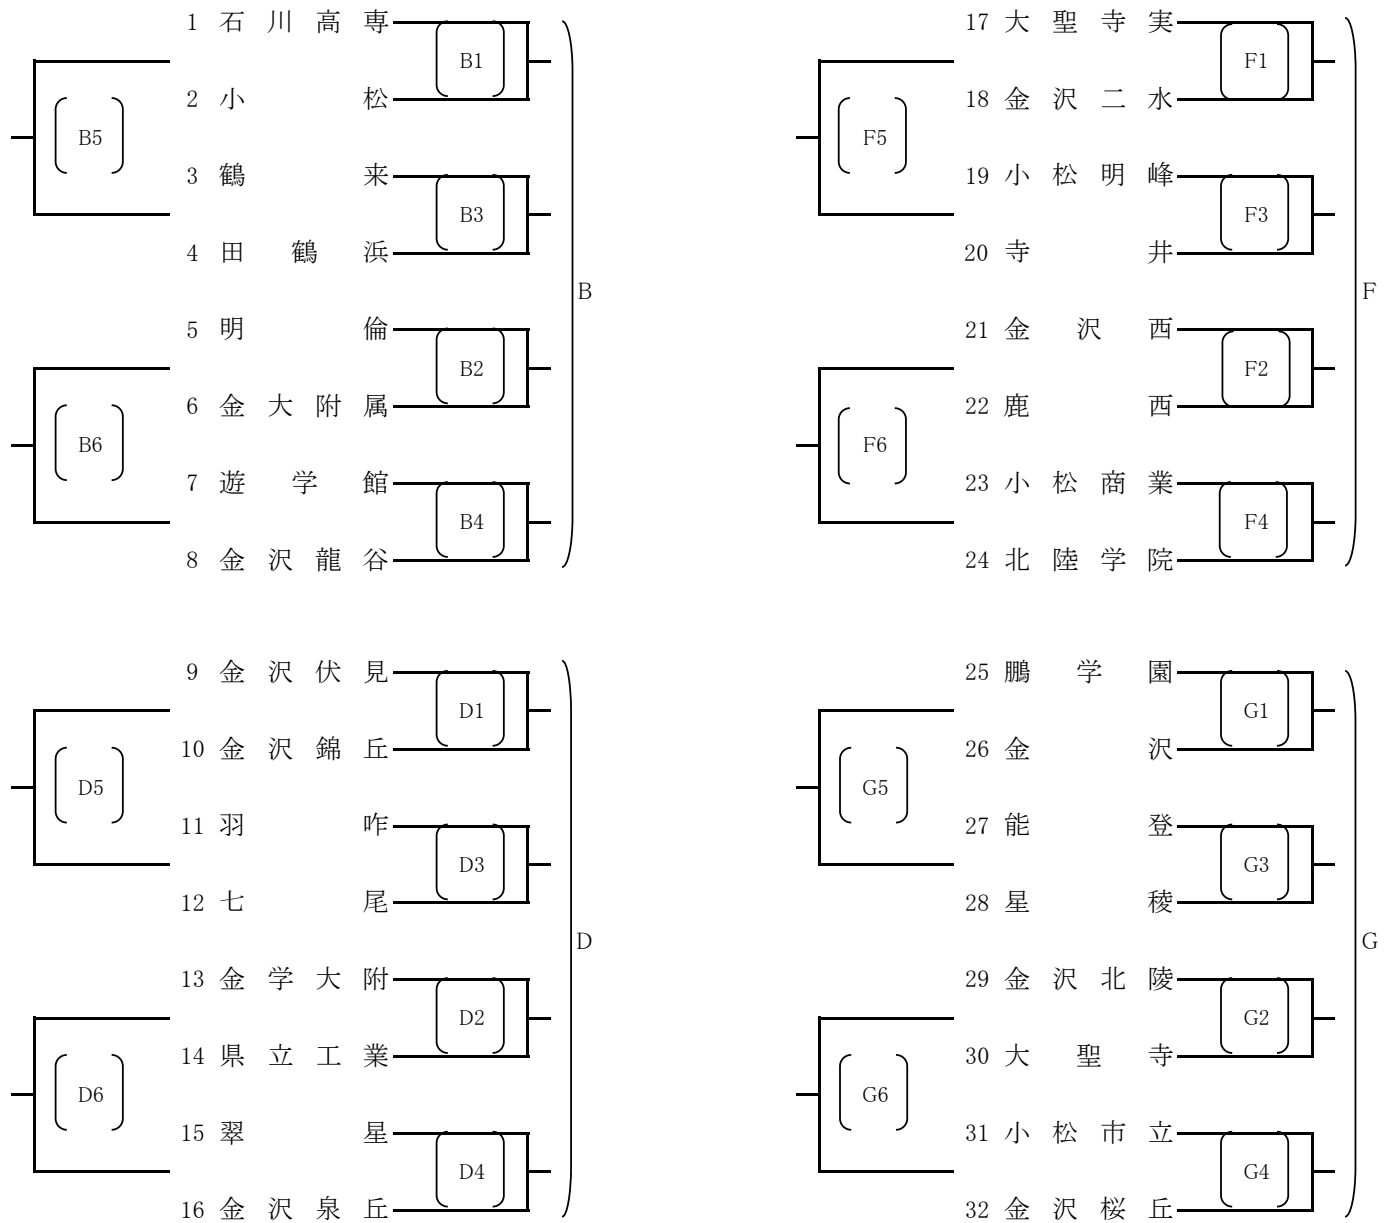 1 石川高専
B1
2 小松
B5
3 鶴来
B3
4 田鶴浜
B
5 明倫
B2
6 金大附属
B6
7 遊学館
B4
8 金沢龍谷
9 金沢伏見
D1
10 金沢錦丘
D5
11 羽咋
D3
12 七尾
D
13 金学大附
D2
14 県立工業
D6
15 翠星
D4
16 金沢泉丘
17 大聖寺実
F1
18 金沢二水
F5
19 小松明峰
F3
20 寺井
F
21 金沢西
F2
22 鹿西
F6
23 小松商業
F4
24 北陸学院
25 鵬学園
G1
26 金沢
G5
27 能登
G3
28 星稜
G
29 金沢北陵
G2
30 大聖寺
G6
31 小松市立
G4
32 金沢桜丘